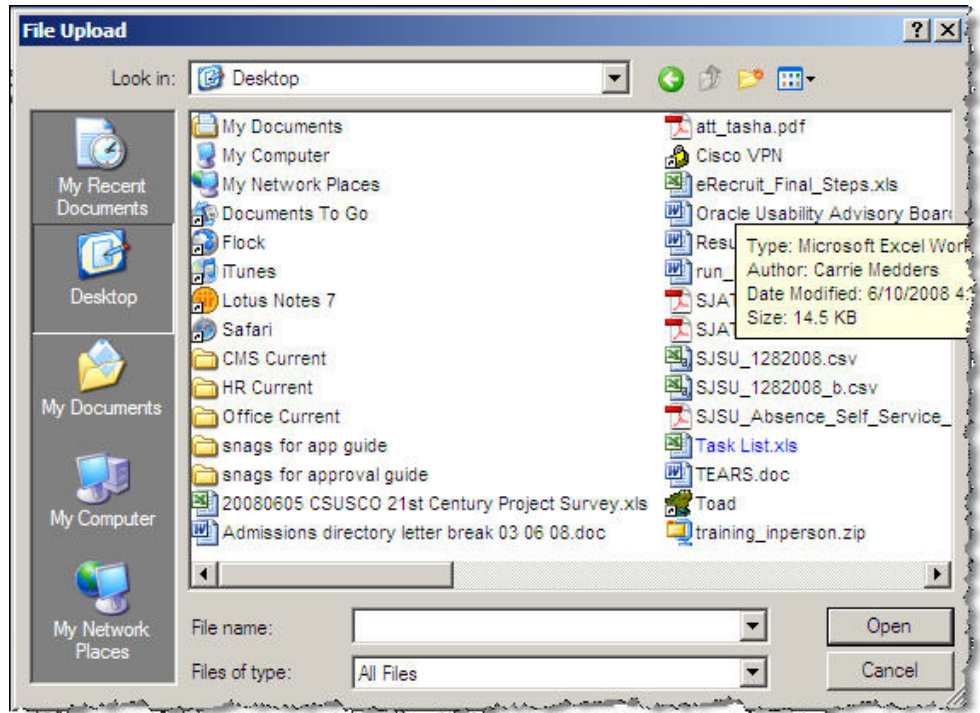 File Upload
Look in: Desktop
My Recent
Documents
Desktop
My Documents
My Computer
My Network
Places
My Documents
My Computer
My Network Places
Documents To Go
Flock
iTunes
Lotus Notes 7
Safari
CMS Current
HR Current
Office Current
snags for app guide
snags for approval guide
20080605 CSUSCO 21st Century Project Survey.xls
Admissions directory letter break 03 06 08.doc
att_tasha.pdf
Cisco VPN
eRecruit_Final_Steps.xls
Oracle Usability Advisory Board
Resu
run_
SJAT
SJAT
SJSU_1282008.csv
SJSU_1282008_b.csv
SJSU_Absence_Self_Service_
Task List.xls
TEARS.doc
Toad
training_inperson.zip
Type: Microsoft Excel Work
Author: Carrie Medders
Date Modified: 6/10/2008 4:
Size: 14.5 KB
File name:
Open
Files of type: All Files
Cancel